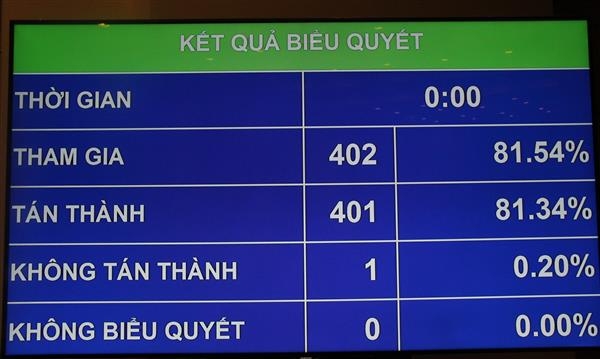 KẾT QUẢ BIỂU QUYẾT
THỜI GIAN 0:00
THAM GIA 402 81.54%
TÁN THÀNH 401 81.34%
KHÔNG TÁN THÀNH 1 0.20%
KHÔNG BIỂU QUYẾT 0 0.00%